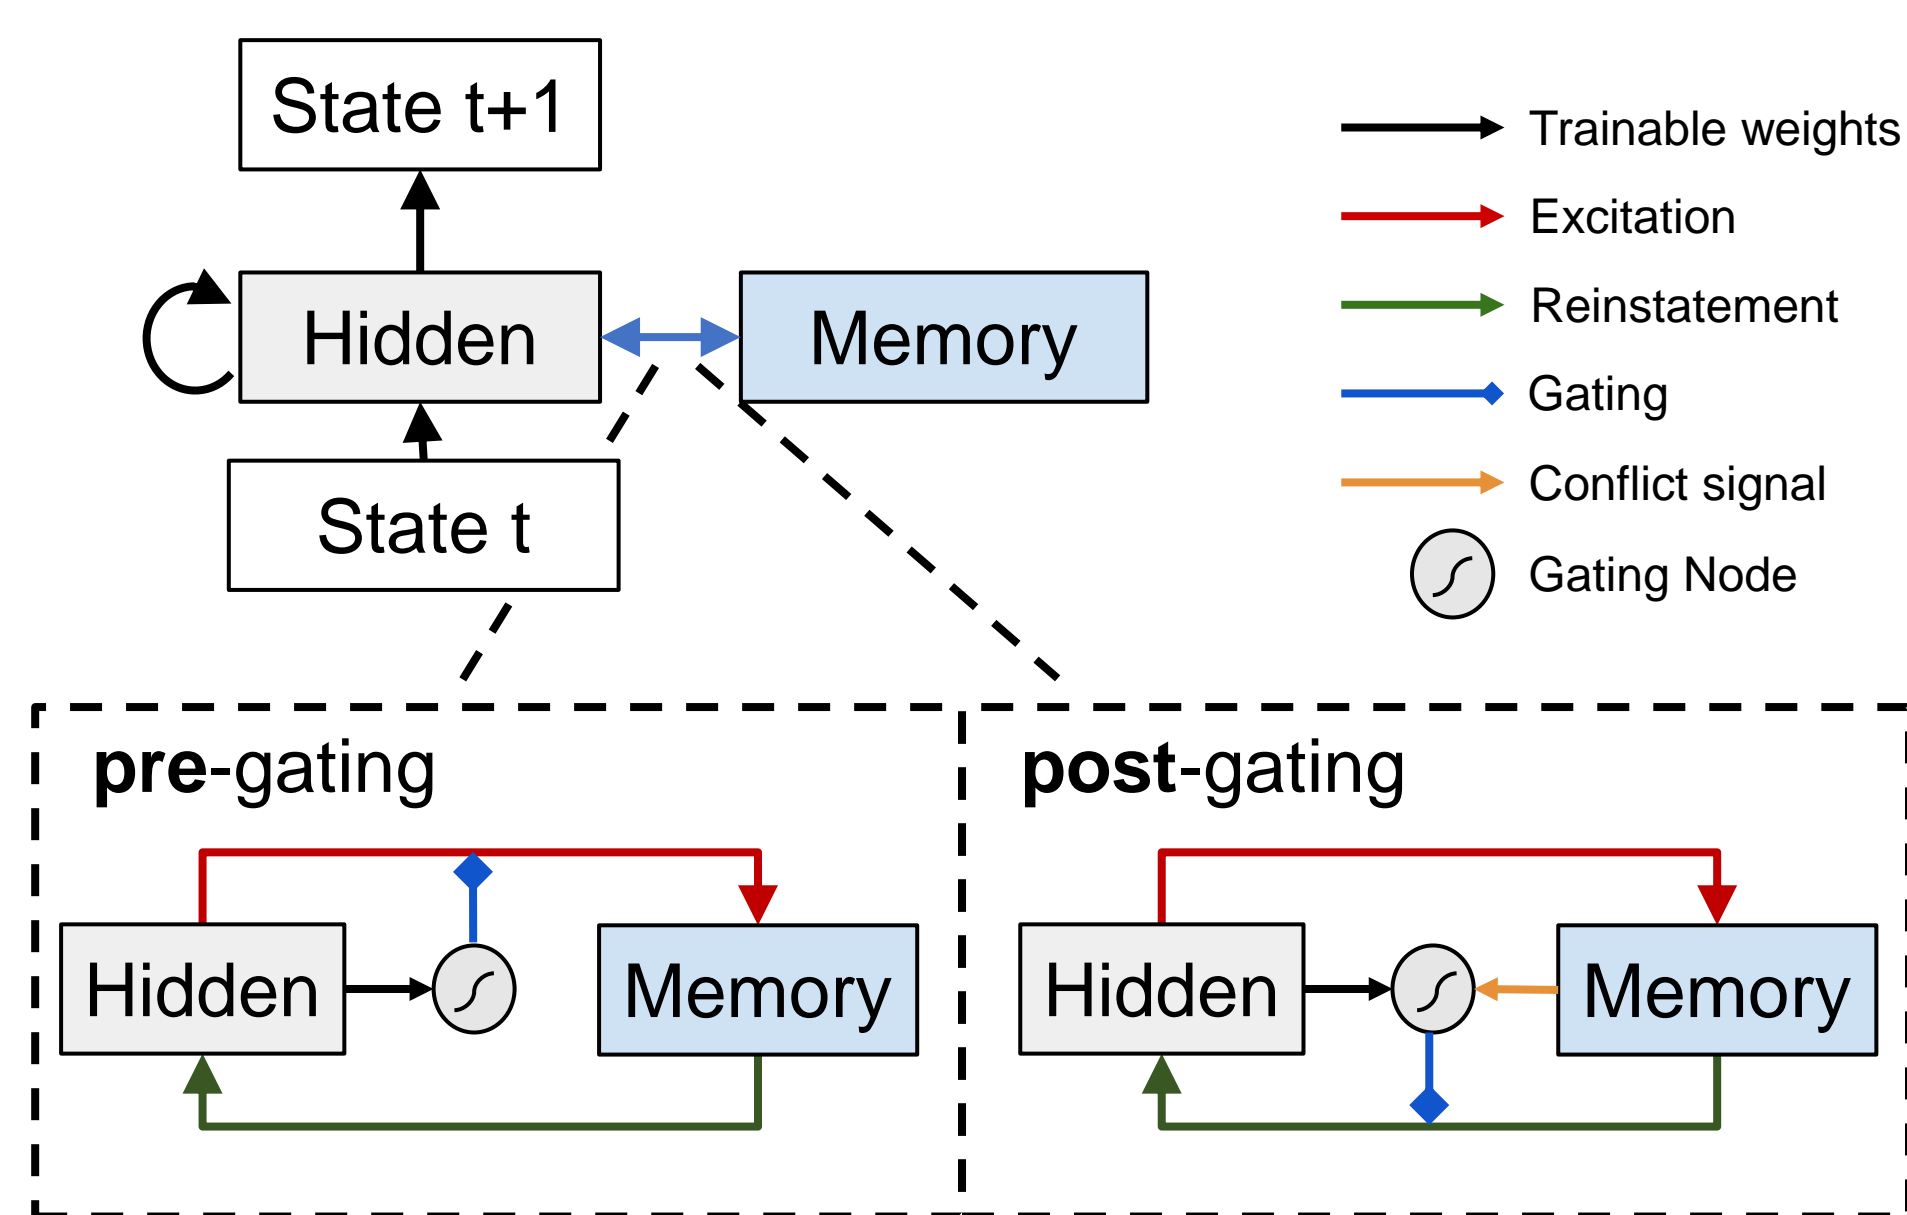 State t+1
Hidden
Memory
State t
Trainable weights
Excitation
Reinstatement
Gating
Conflict signal
Gating Node
pre-gating
Hidden
Memory
post-gating
Hidden
Memory